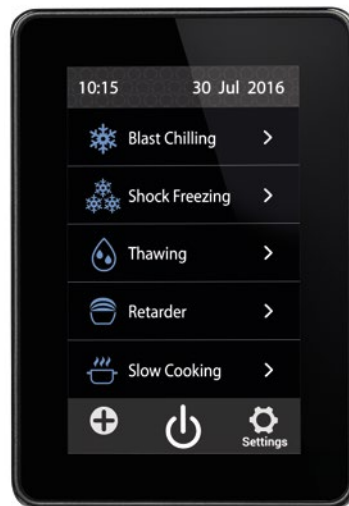 10:15 30 Jul 2016
Blast Chilling
Shock Freezing
Thawing
Retarder
Slow Cooking
Settings